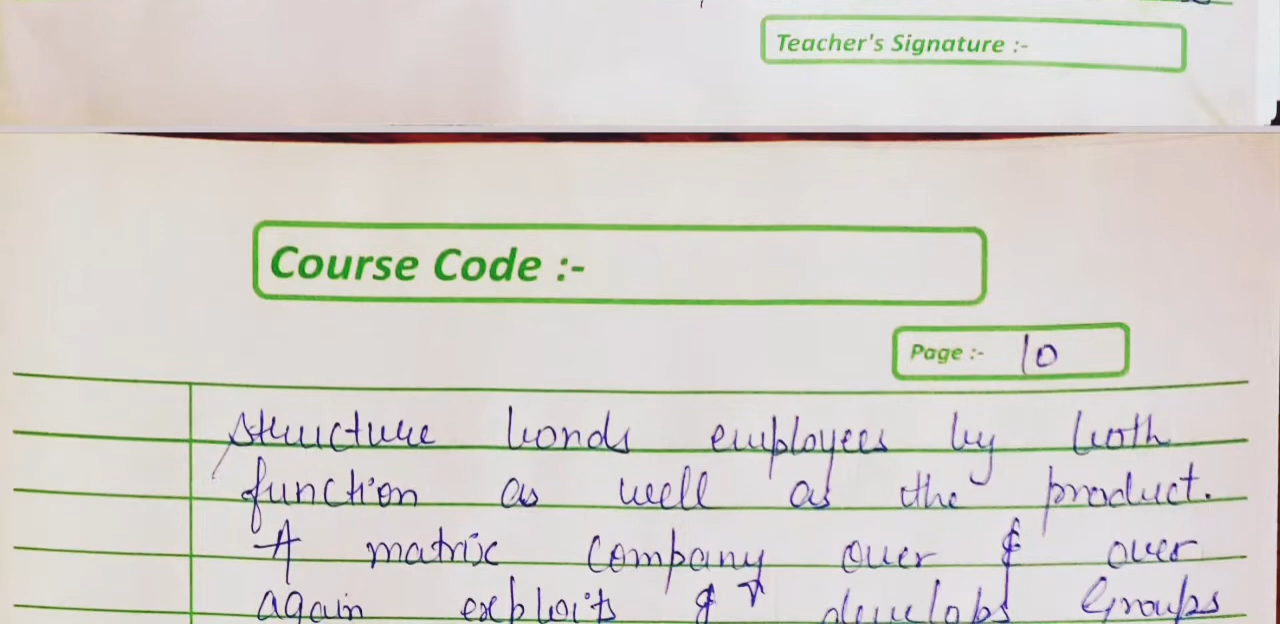 Teacher's Signature :-
Course Code :-
Page :- 10
structure bonds employees by both
function as well as the product.
A matrix company over & over
again exploits & develops Groups